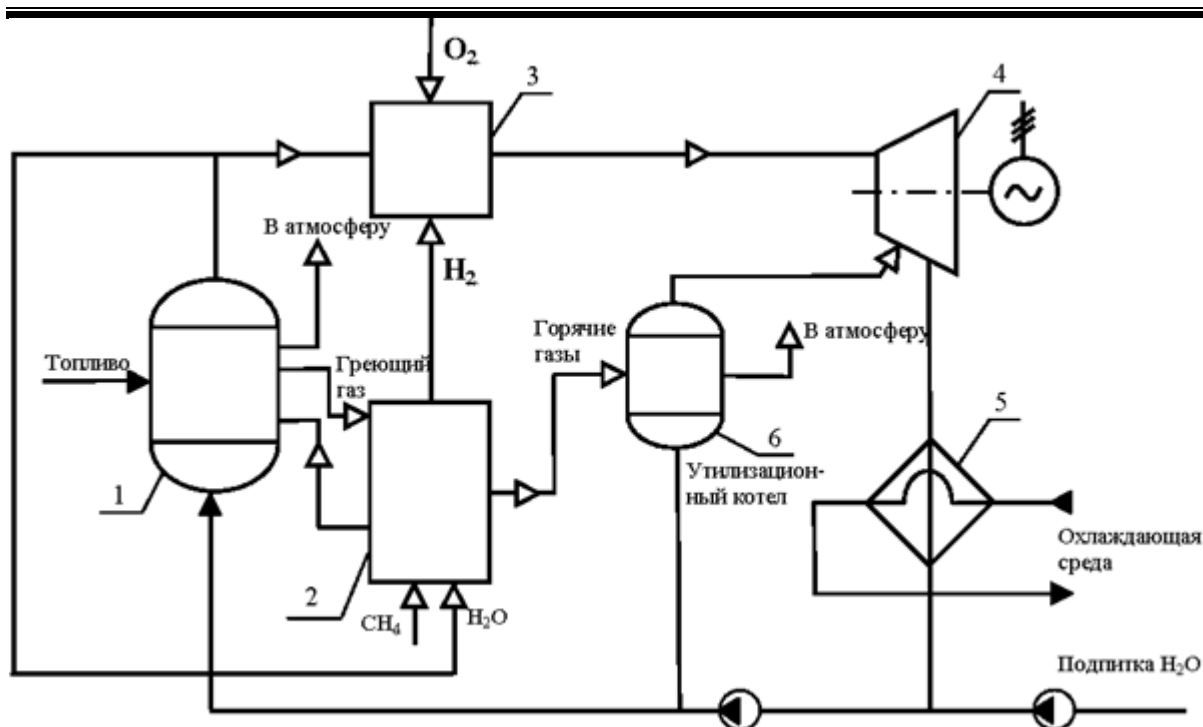 O₂
3
4
В атмосферу
H₂
Горячие
газы
В атмосферу
Топливо
Греющий
газ
6
5
Утилизацион-
ный котел
1
Охлаждающая
среда
2
CH₄
H₂O
Подпитка H₂O